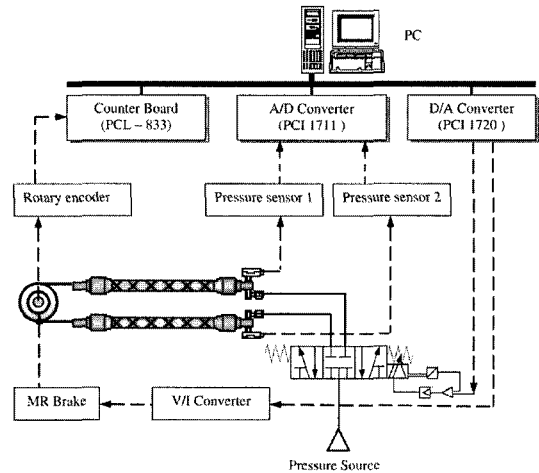 PC
Counter Board
(PCL - 833)
A/D Converter
(PCI 1711 )
D/A Converter
(PCI 1720 )
Rotary encoder
Pressure sensor 1
Pressure sensor 2
MR Brake
V/I Converter
Pressure Source